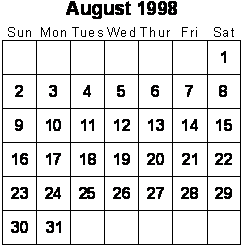 August 1998
Sun Mon Tues Wed Thur Fri Sat
1
2 3 4 5 6 7 8
9 10 11 12 13 14 15
16 17 18 19 20 21 22
23 24 25 26 27 28 29
30 31